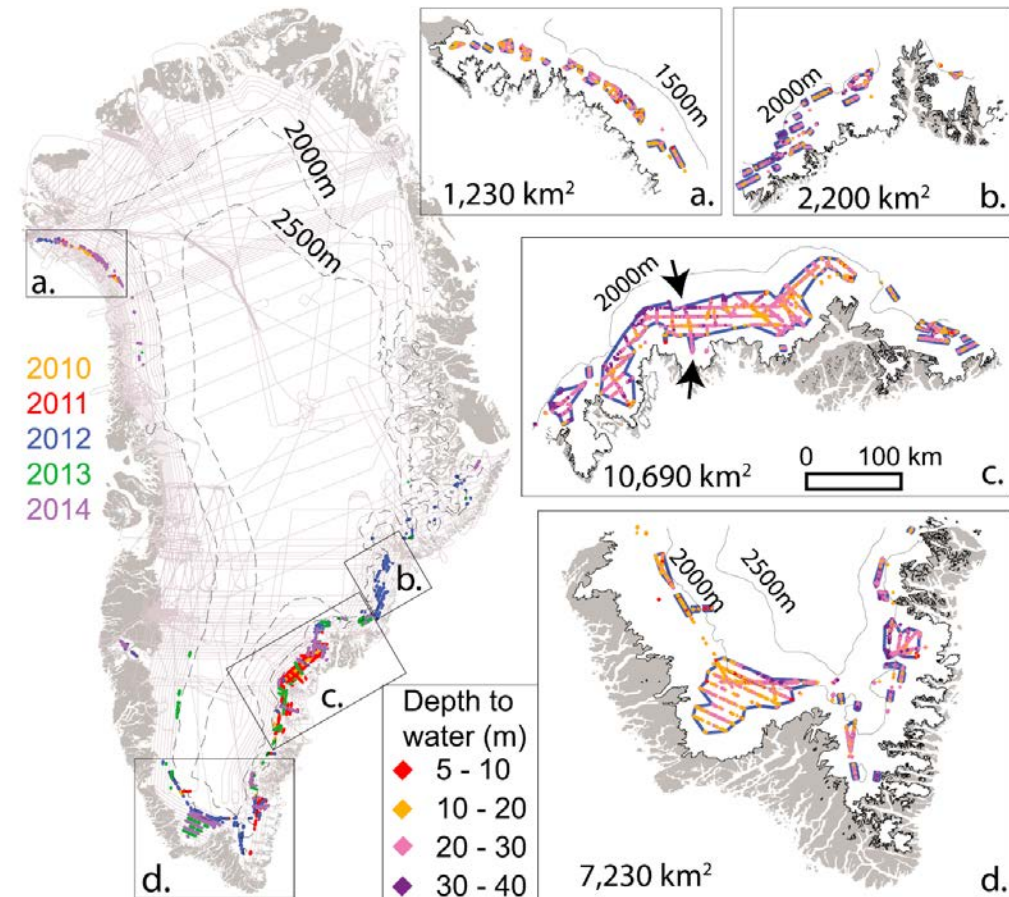 2000m
2500m
a.
2010
2011
2012
2013
2014
b.
c.
d.
1500m
1,230 km²
a.
2000m
2,200 km²
b.
2000m
10,690 km²
0 100 km
c.
Depth to
water (m)
5 - 10
10 - 20
20 - 30
30 - 40
2000m
2500m
7,230 km²
d.